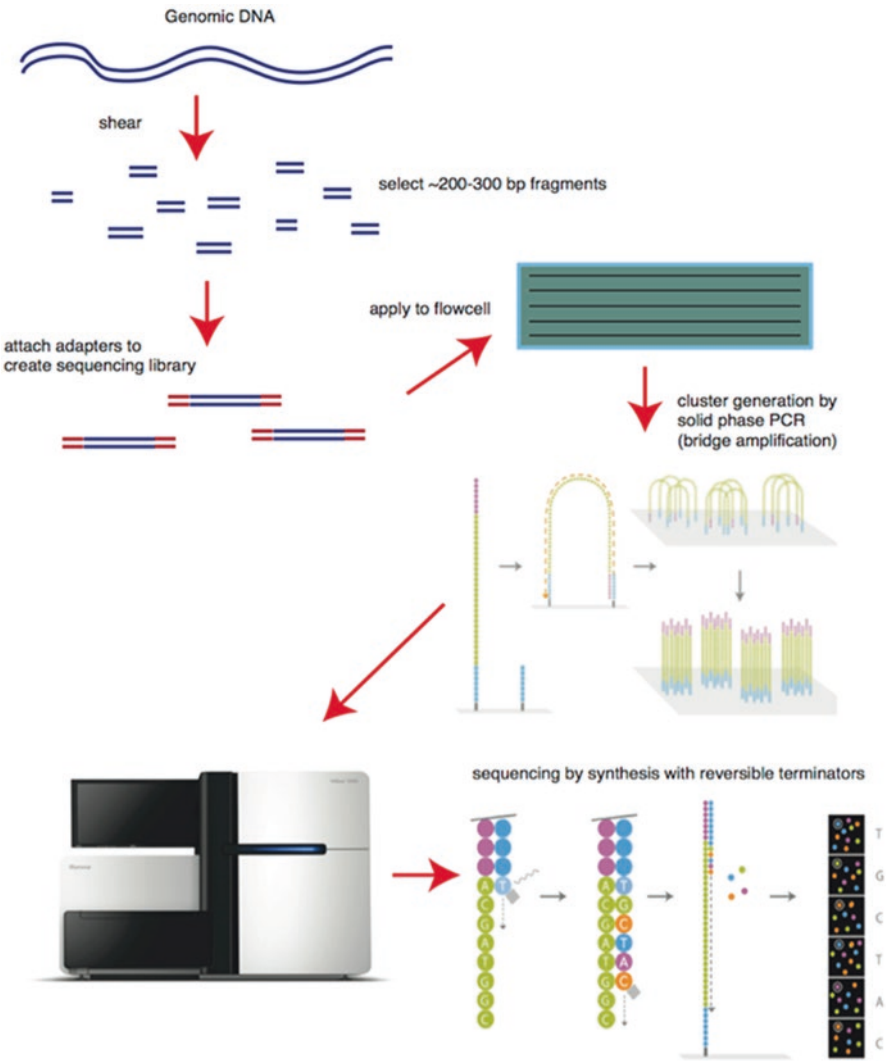 Genomic DNA
shear
select ~200-300 bp fragments
apply to flowcell
attach adapters to
create sequencing library
cluster generation by
solid phase PCR
(bridge amplification)
sequencing by synthesis with reversible terminators
A T
C
G
A
T
G
G
C
A T
C G
G C
A T
T A
G C
G
C
T
G
C
T
A
C